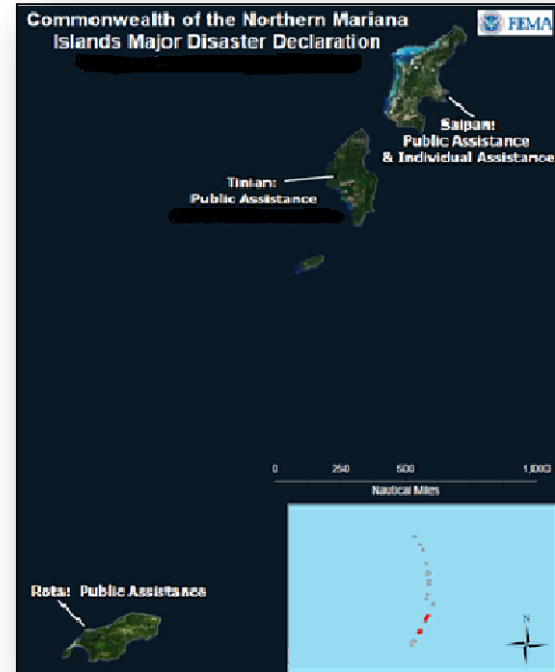 Commonwealth of the Northern Mariana
Islands Major Disaster Declaration
FEMA
Saipan:
Public Assistance
& Individual Assistance
Tinian:
Public Assistance
0 250 500 1,000
Nautical Miles
Rota: Public Assistance
N